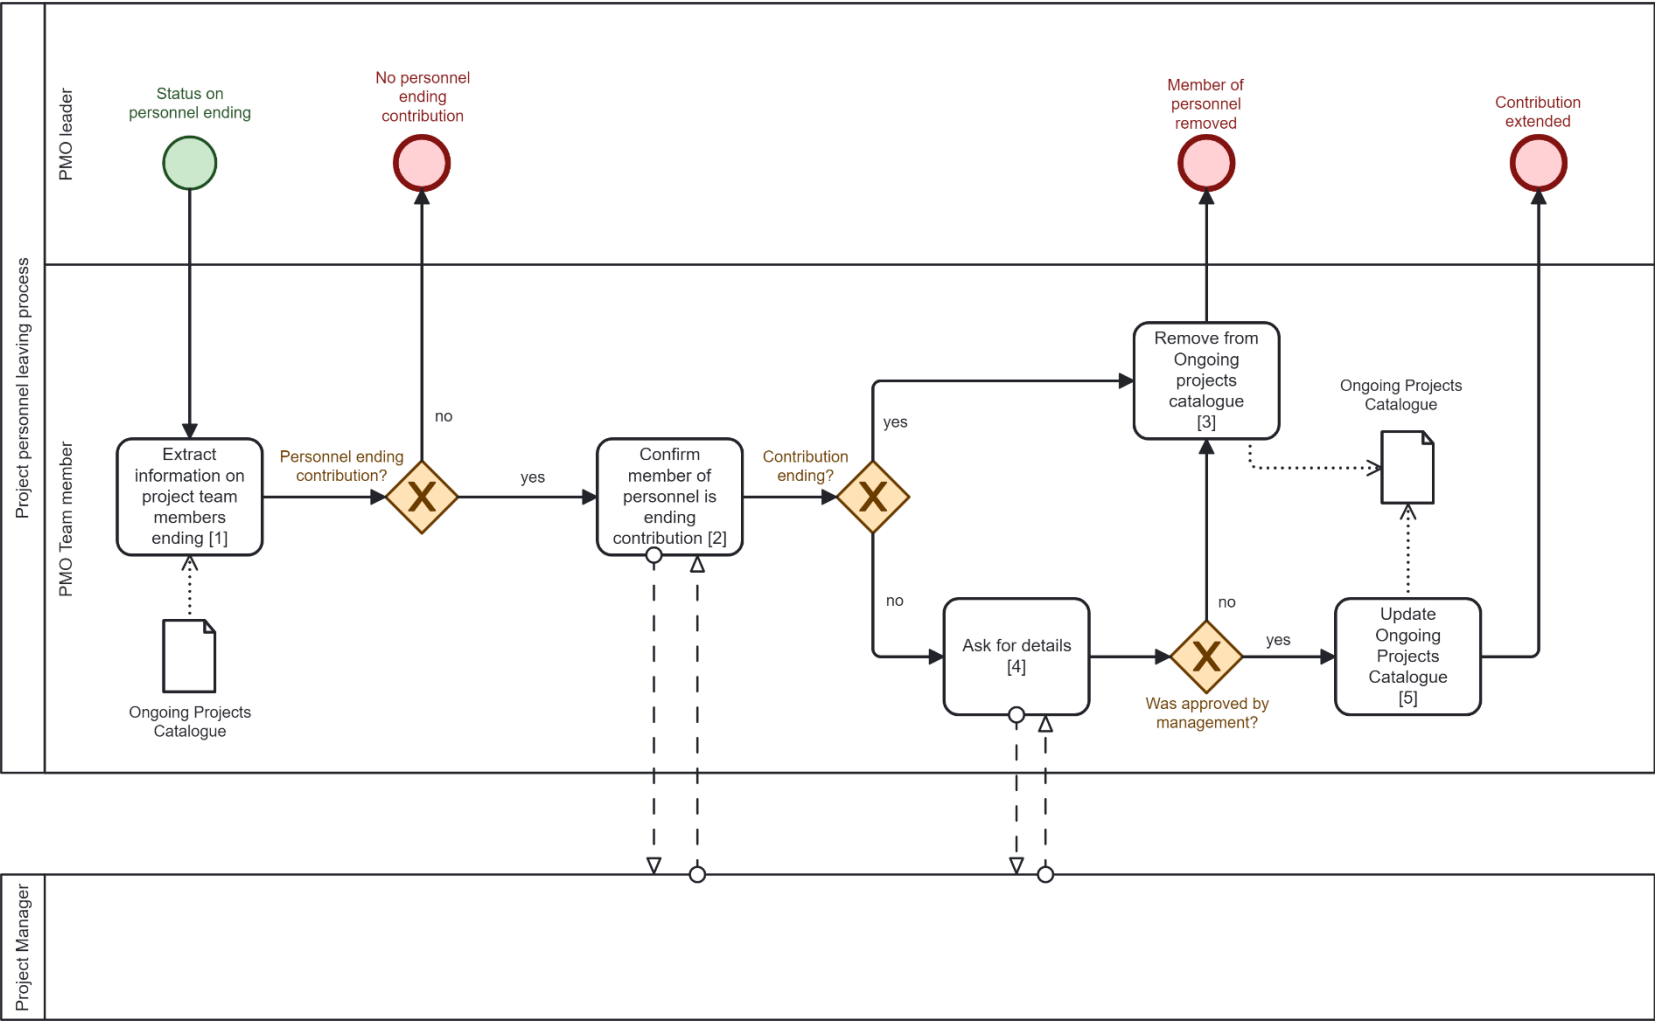 Project personnel leaving process
PMO leader
Status on
personnel ending
No personnel
ending
contribution
Member of
personnel
removed
Contribution
extended
PMO Team member
Extract
information on
project team
members
ending [1]
Ongoing Projects
Catalogue
Personnel ending
contribution?
no
yes
Confirm
member of
personnel is
ending
contribution [2]
Contribution
ending?
yes
no
Remove from
Ongoing
projects
catalogue
[3]
Ongoing Projects
Catalogue
Ask for details
[4]
no
yes
Was approved by
management?
Update
Ongoing
Projects
Catalogue
[5]
Project Manager